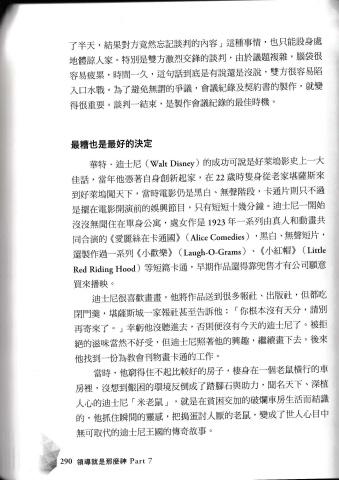 了半天，結果對方竟然忘記談判的內容」這種事情，也只能設身處
地體諒人家。特別是雙方激烈交鋒的談判，由於議題複雜，腦袋很
容易疲累，時間一久，這句話到底是有說還是沒說，雙方很容易陷
入口水戰。為了避免無謂的爭議，會議紀錄及契約書的製作，就變
得很重要。談判一結束，是製作會議紀錄的最佳時機。
最糟也是最好的決定
華特．迪士尼（Walt Disney）的成功可說是好萊塢影史上一大
佳話，當年他憑著自身創新起家，在 22 歲時隻身從老家堪薩斯來
到好萊塢闖天下，當時電影仍是黑白、無聲階段，卡通片則只不過
是擺在電影開演前的娛興節目，只有短短十幾分鐘。迪士尼一開始
沒沒無聞住在單身公寓，處女作是 1923 年一系列由真人和動畫共
同合演的《愛麗絲在卡通國》（Alice Comedies），黑白、無聲短片，
還製作過一系列《小歡樂》（Laugh-O-Grams）、《小紅帽》（Little
Red Riding Hood）等短篇卡通，早期作品還得靠兜售才有公司願意
買來播映。
迪士尼很喜歡畫畫，他將作品送到很多報社、出版社，但都吃
閉門羹，堪薩斯城一家報社甚至告訴他：「你根本沒有天分，請別
再寄來了。」幸虧他沒聽進去，否則便沒有今天的迪士尼了。被拒
絕的滋味當然不好受，但迪士尼照著他的興趣，繼續畫下去。後來
他找到一份為教會刊物畫卡通的工作。
當時，他窮得住不起比較好的房子，棲身在一個老鼠橫行的車
房裡，沒想到艱困的環境反倒成了踏腳石與助力，聞名天下、深植
人心的迪士尼「米老鼠」，就是在貧困交加的破爛車房生活而結識
的，他抓住瞬間的靈感，把搗蛋討人厭的老鼠，變成了世人心目中
無可取代的迪士尼王國的傳奇故事。
290 領導就是那麼神 Part 7